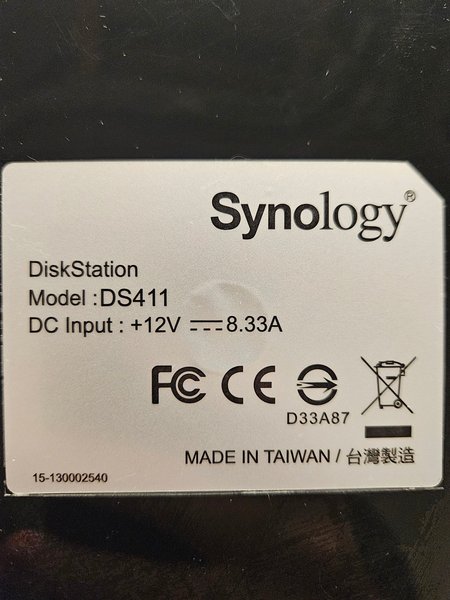 Synology®
DiskStation
Model : DS411
DC Input : +12V ⎓ 8.33A
FC CE
D33A87
MADE IN TAIWAN / 台灣製造
15-130002540